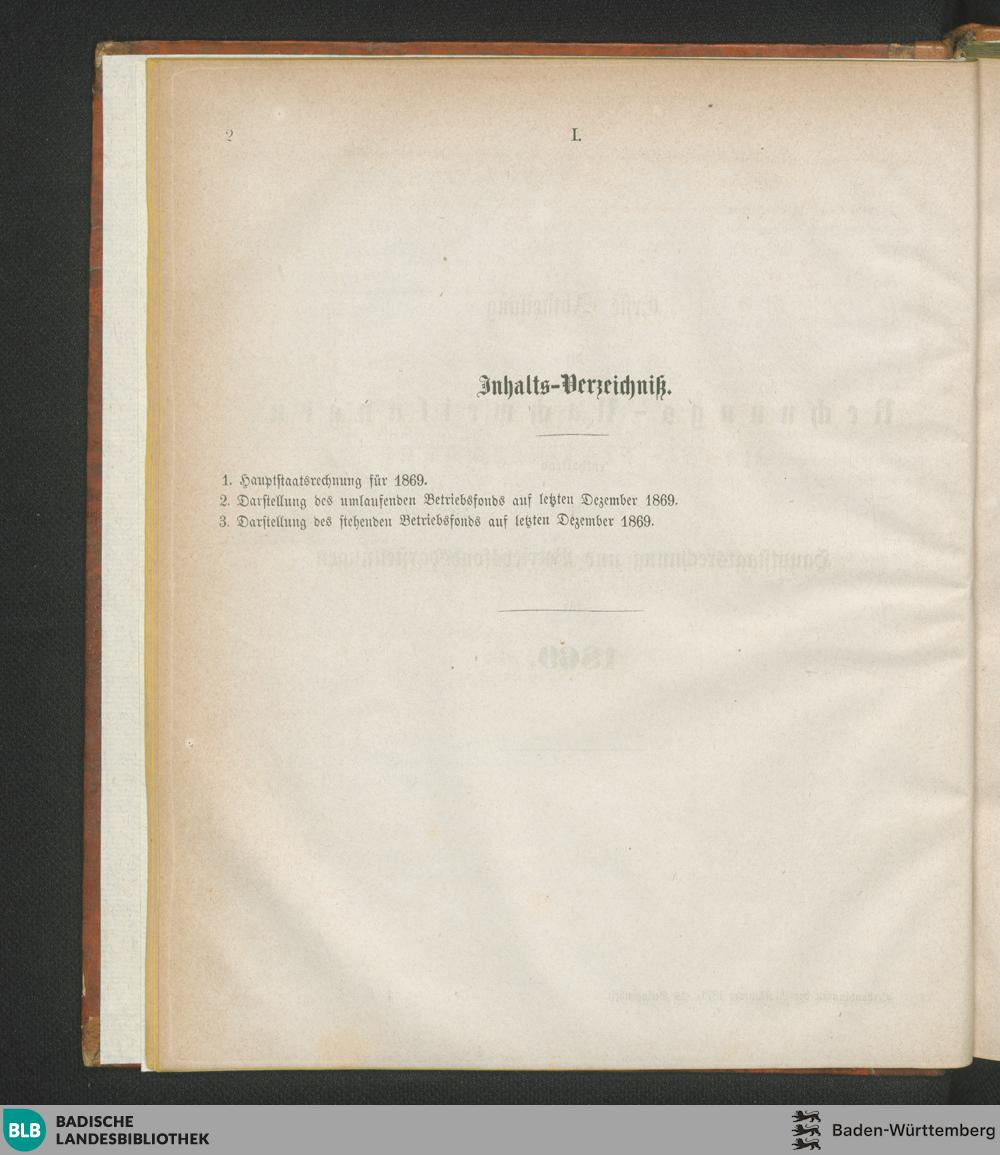 2
I.
Inhalts-Verzeichniß.
1. Hauptstaatsrechnung für 1869.
2. Darstellung des umlaufenden Betriebsfonds auf letzten Dezember 1869.
3. Darstellung des stehenden Betriebsfonds auf letzten Dezember 1869.
BLB
BADISCHE
LANDESBIBLIOTHEK
Baden-Württemberg